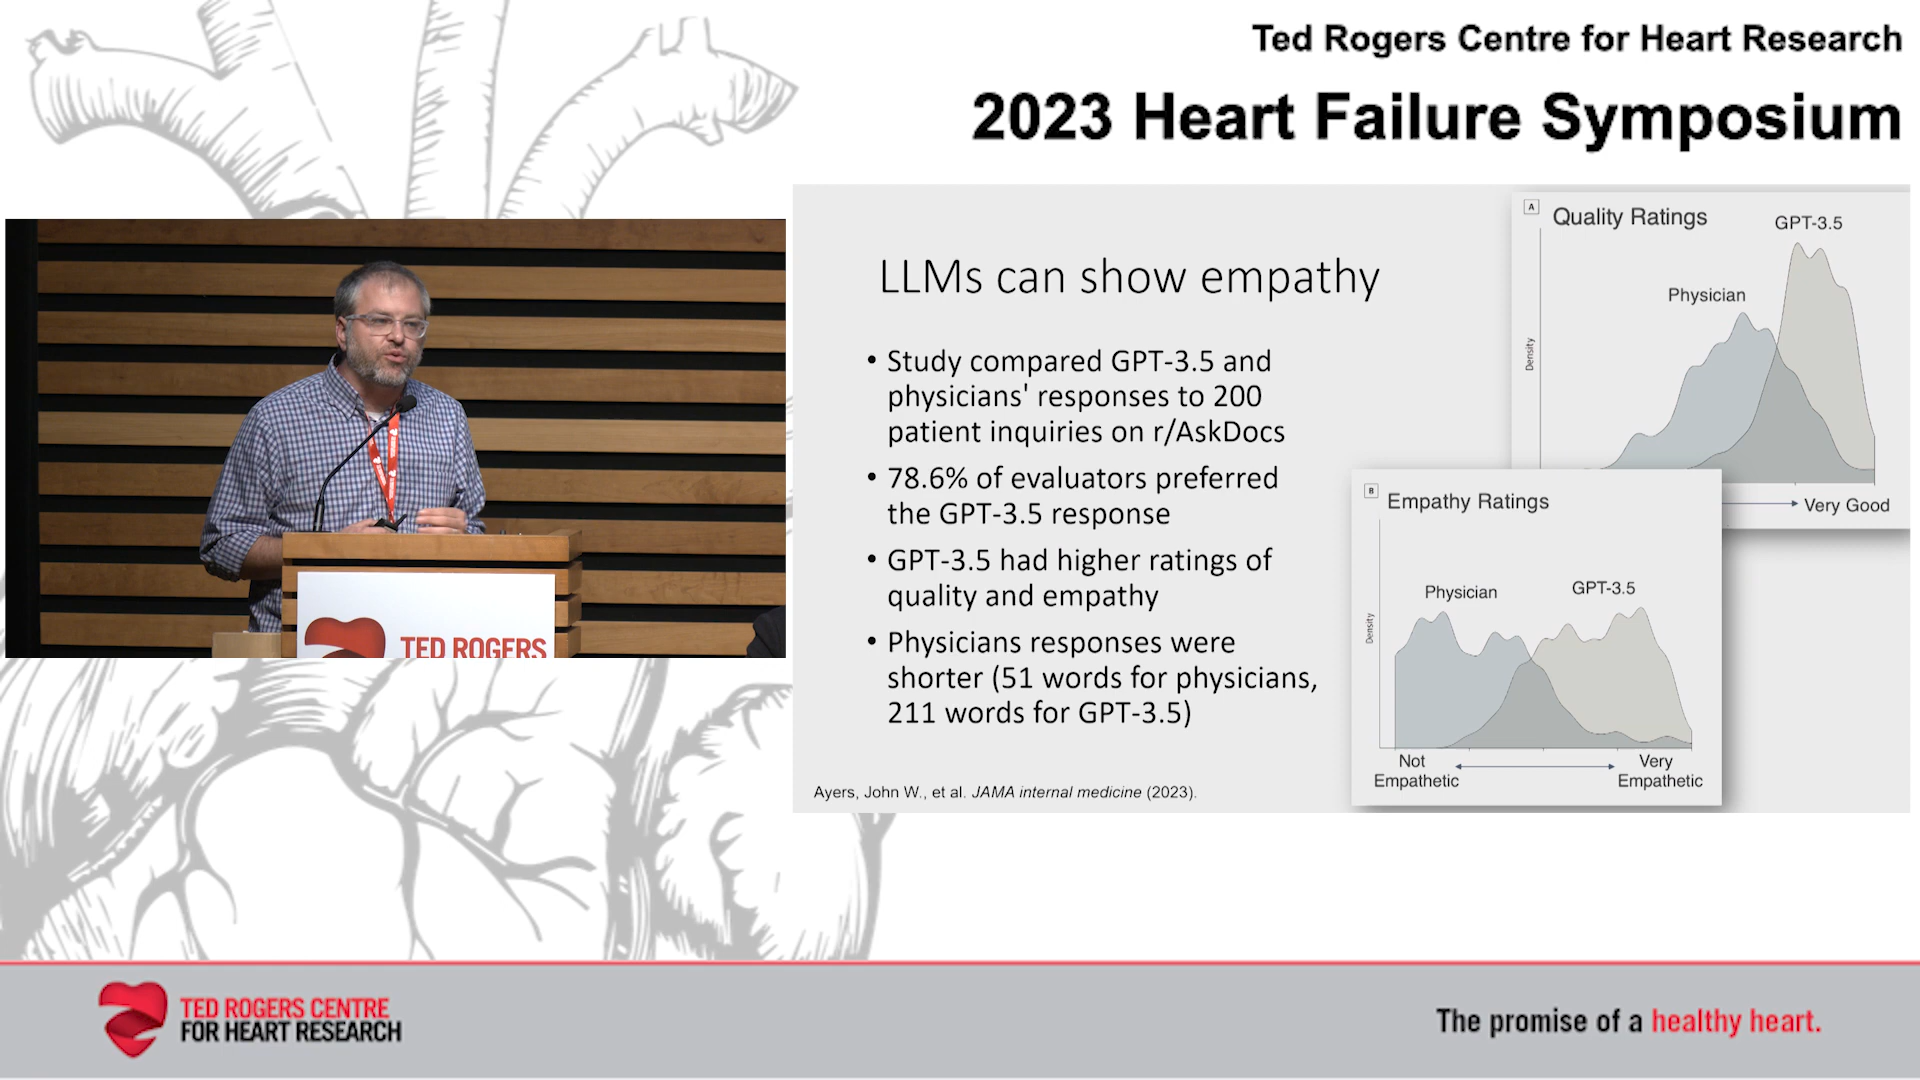 Ted Rogers Centre for Heart Research
2023 Heart Failure Symposium
LLMs can show empathy
• Study compared GPT-3.5 and
physicians' responses to 200
patient inquiries on r/AskDocs
• 78.6% of evaluators preferred
the GPT-3.5 response
• GPT-3.5 had higher ratings of
quality and empathy
• Physicians responses were
shorter (51 words for physicians,
211 words for GPT-3.5)
Ayers, John W., et al. JAMA internal medicine (2023).
A
Quality Ratings
GPT-3.5
Physician
Density
Very Good
B
Empathy Ratings
Physician
GPT-3.5
Density
Not
Empathetic
Very
Empathetic
TED ROGERS
TED ROGERS CENTRE
FOR HEART RESEARCH
The promise of a healthy heart.